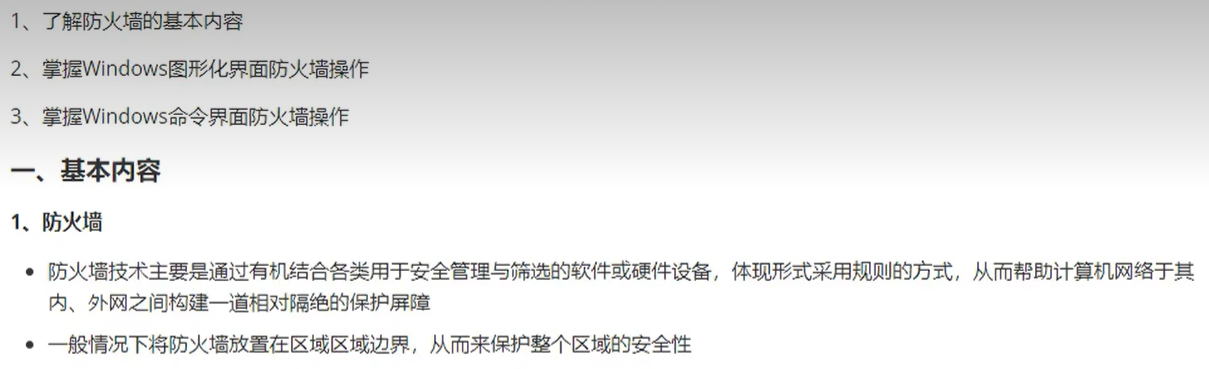 1、了解防火墙的基本内容
2、掌握Windows图形化界面防火墙操作
3、掌握Windows命令界面防火墙操作
一、基本内容
1、防火墙
• 防火墙技术主要是通过有机结合各类用于安全管理与筛选的软件或硬件设备，体现形式采用规则的方式，从而帮助计算机网络于其
内、外网之间构建一道相对隔绝的保护屏障
• 一般情况下将防火墙放置在区域区域边界，从而来保护整个区域的安全性